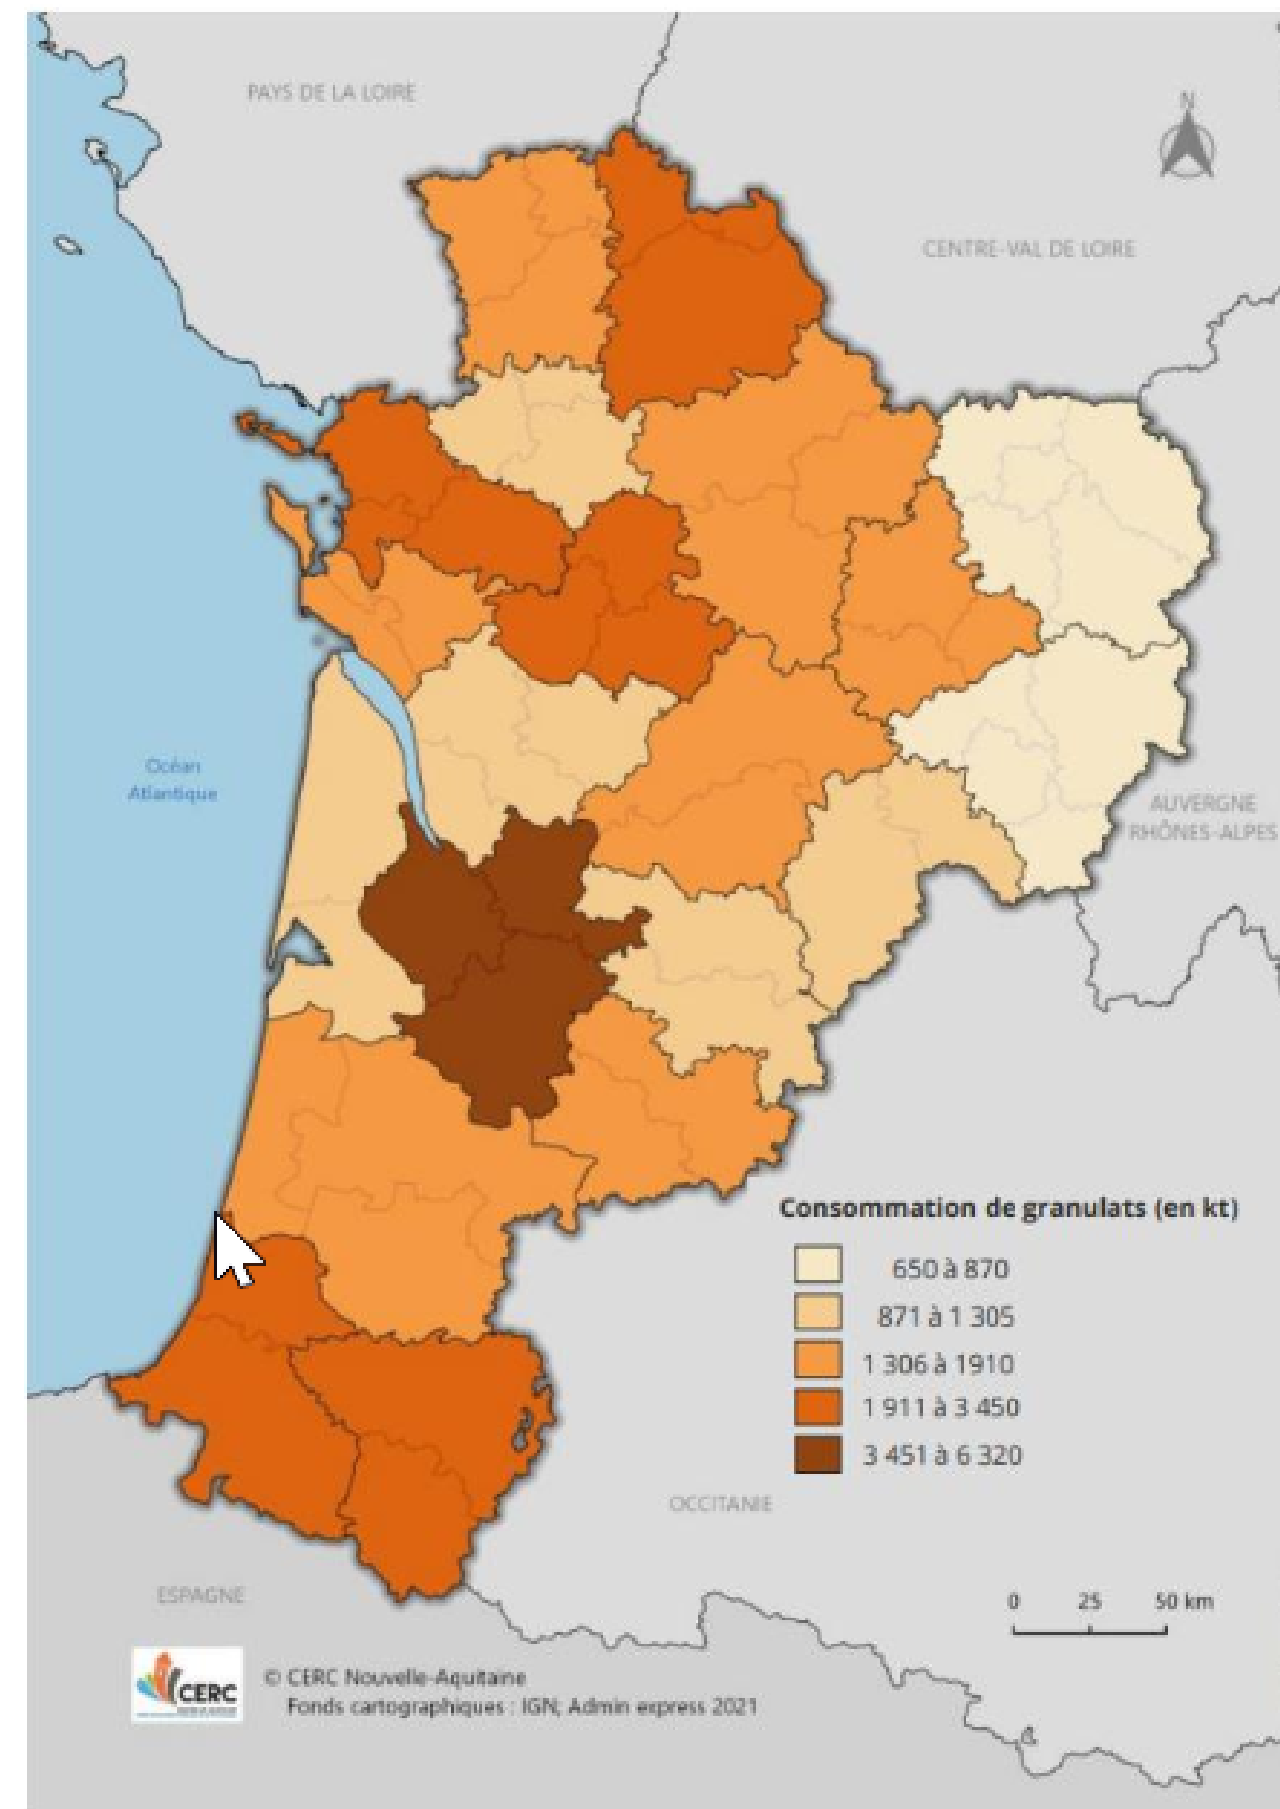 PAYS DE LA LOIRE
N
CENTRE-VAL DE LOIRE
Océan
Atlantique
AUVERGNE
RHÔNES-ALPES
Consommation de granulats (en kt)
650 à 870
871 à 1 305
1 306 à 1910
1 911 à 3 450
3 451 à 6 320
OCCITANIE
ESPAGNE
0 25 50 km
CERC
© CERC Nouvelle-Aquitaine
Fonds cartographiques : IGN; Admin express 2021